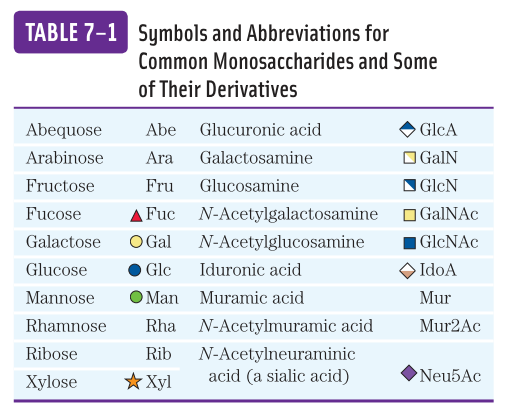 TABLE 7–1 Symbols and Abbreviations for
Common Monosaccharides and Some
of Their Derivatives
Abequose Abe Glucuronic acid GlcA
Arabinose Ara Galactosamine GalN
Fructose Fru Glucosamine GlcN
Fucose Fuc N-Acetylgalactosamine GalNAc
Galactose Gal N-Acetylglucosamine GlcNAc
Glucose Glc Iduronic acid IdoA
Mannose Man Muramic acid Mur
Rhamnose Rha N-Acetylmuramic acid Mur2Ac
Ribose Rib N-Acetylneuraminic
Xylose Xyl acid (a sialic acid) Neu5Ac